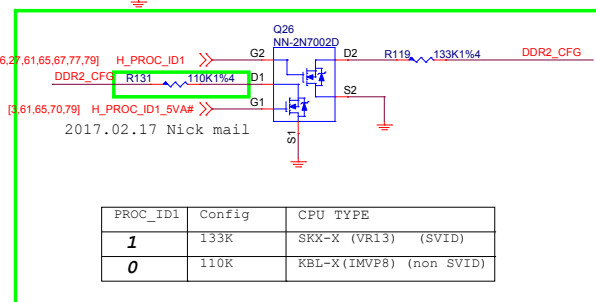 Q26
NN-2N7002D
6,27,61,65,67,77,79] H_PROC_ID1 G2 D2 R119 133K1%4 DDR2_CFG
DDR2_CFG R131 110K1%4 D1
S2
[3,61,65,70,79] H_PROC_ID1_5VA# G1
2017.02.17 Nick mail
S1
PROC_ID1 Config CPU TYPE
1 133K SKX-X (VR13) (SVID)
0 110K KBL-X(IMVP8) (non SVID)